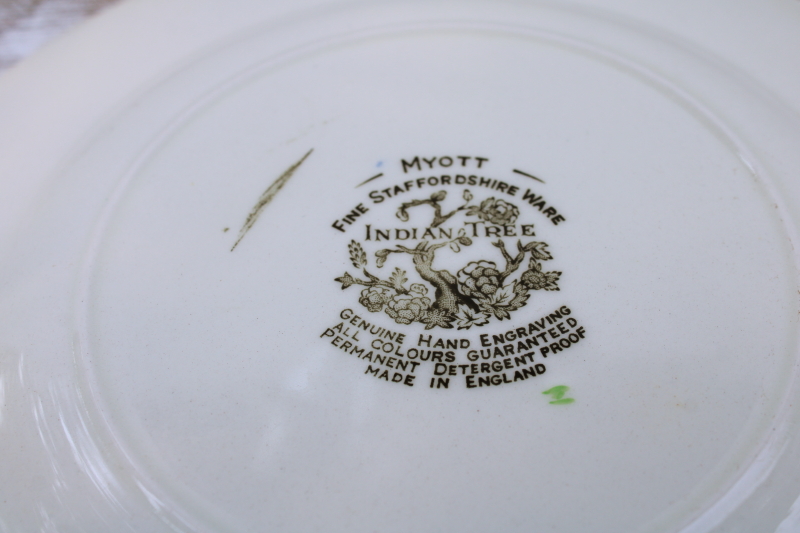 MYOTT
FINE STAFFORDSHIRE WARE
INDIAN TREE
GENUINE HAND ENGRAVING
ALL COLOURS GUARANTEED
PERMANENT DETERGENT PROOF
MADE IN ENGLAND